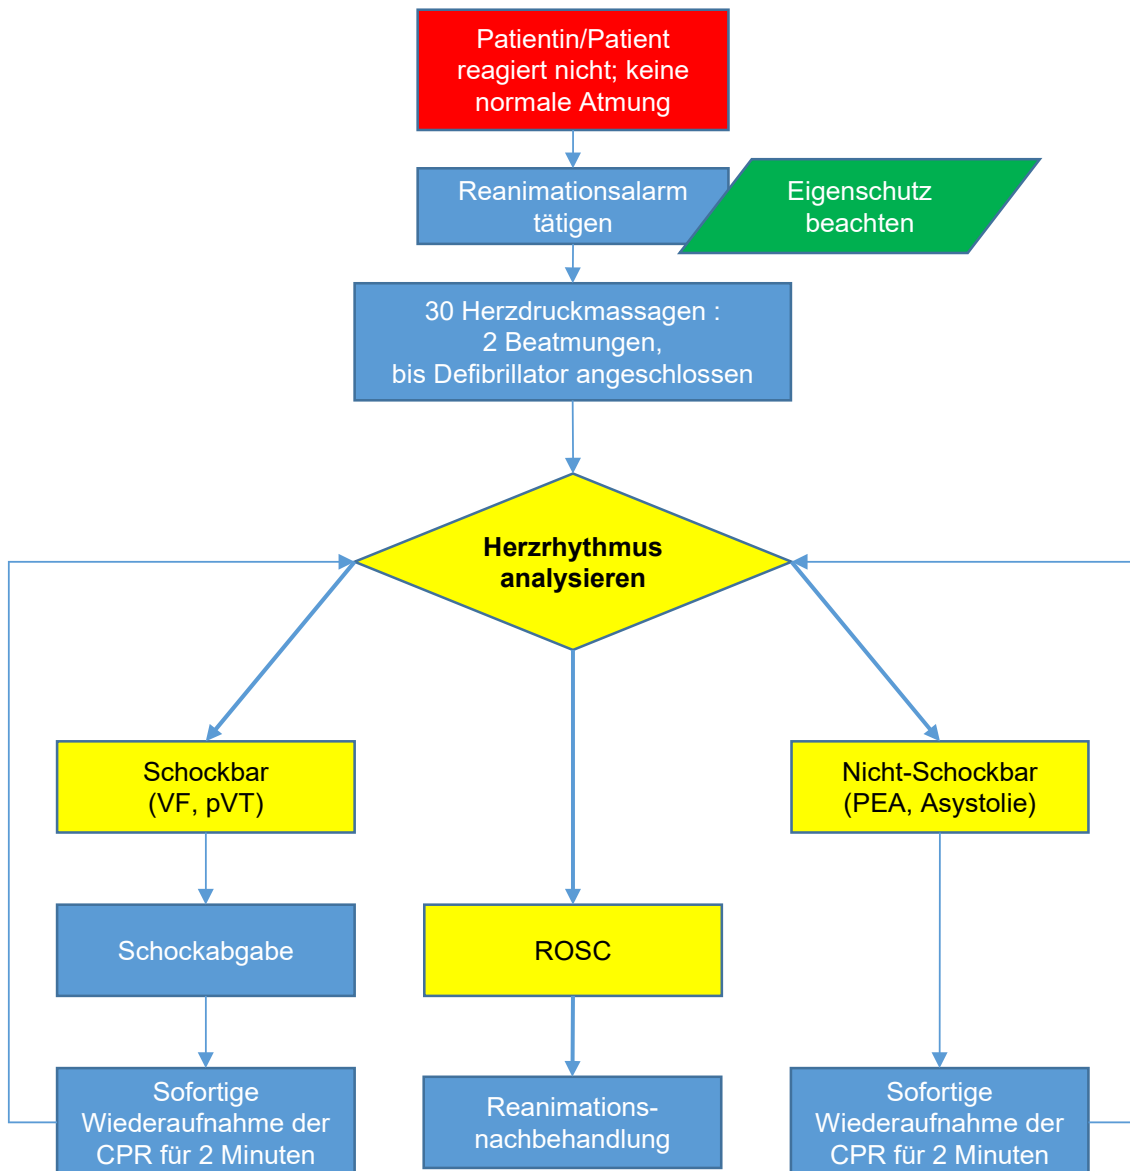 Patientin/Patient
reagiert nicht; keine
normale Atmung
Reanimationsalarm
tätigen
Eigenschutz
beachten
30 Herzdruckmassagen :
2 Beatmungen,
bis Defibrillator angeschlossen
Herzrhythmus
analysieren
Schockbar
(VF, pVT)
Nicht-Schockbar
(PEA, Asystolie)
Schockabgabe
ROSC
Sofortige
Wiederaufnahme der
CPR für 2 Minuten
Reanimations-
nachbehandlung
Sofortige
Wiederaufnahme der
CPR für 2 Minuten